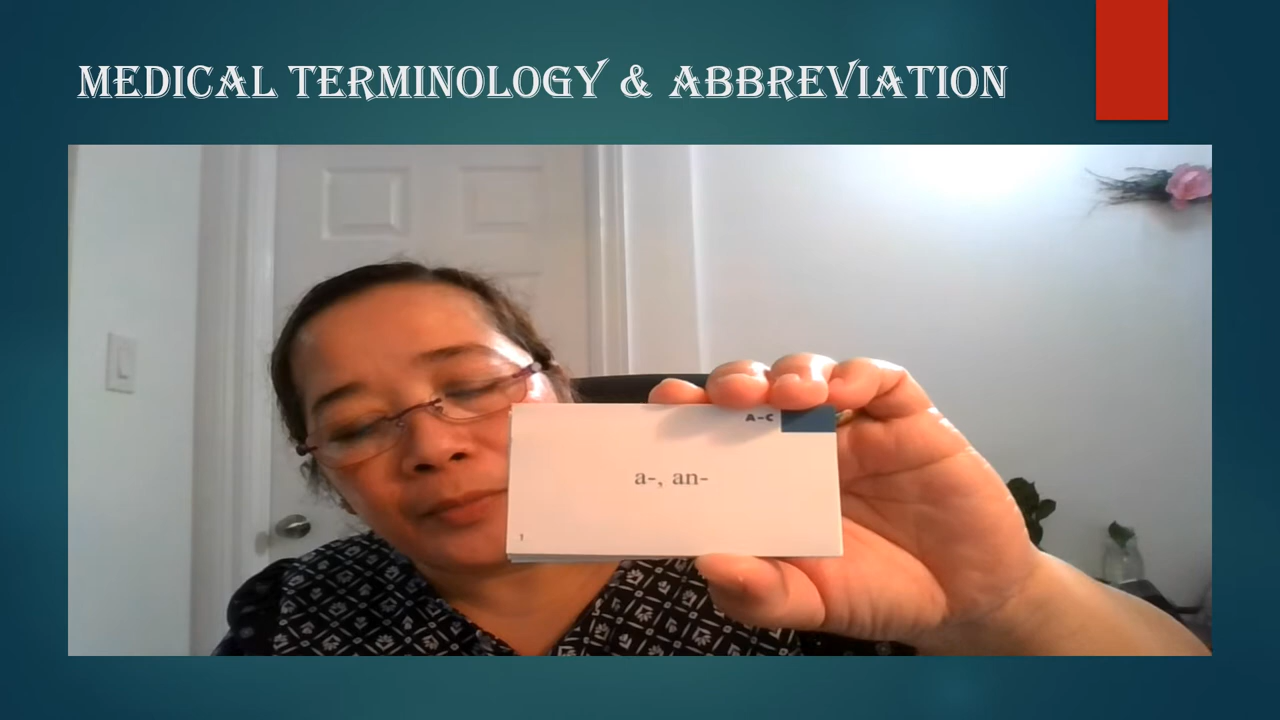 MEDICAL TERMINOLOGY & ABBREVIATION
A–C
a-, an-
1